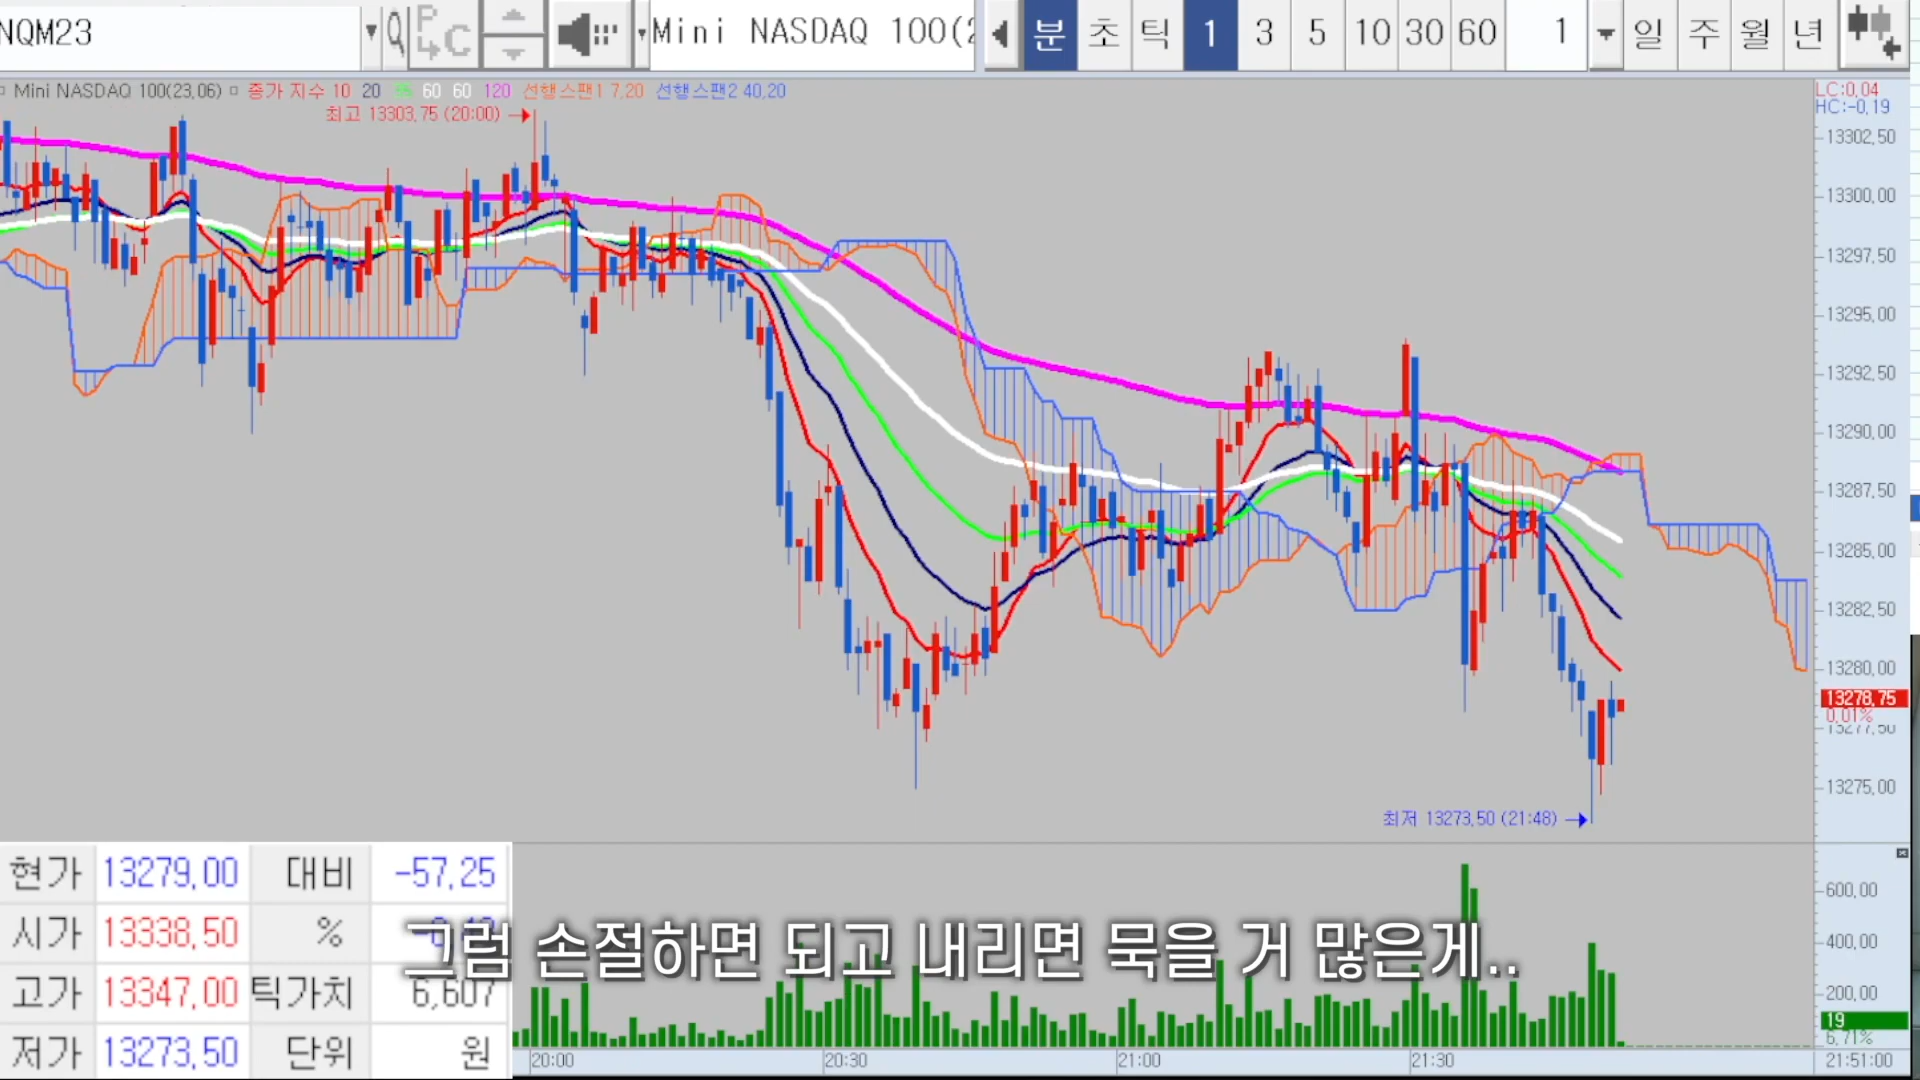 NQM23
Mini NASDAQ 100(2
분 초 틱 1 3 5 10 30 60 1 일 주 월 년
Mini NASDAQ 100(23,06) 종가 지수 10 20 60 60 120 선행스팬1 7,20 선행스팬2 40,20
LC:0,04
HC:-0,19
최고 13303,75 (20:00)
13302,50
13300,00
13297,50
13295,00
13292,50
13290,00
13287,50
13285,00
13282,50
13280,00
13278,75
0,01%
13277,50
13275,00
최저 13273,50 (21:48)
현가 13279,00 대비 -57,25
시가 13338,50 %
고가 13347,00 틱가치 6,607
저가 13273,50 단위 원
그럼 손절하면 되고 내리면 묵을 거 많은게..
600,00
400,00
200,00
19
6,71%
20:00 20:30 21:00 21:30 21:51:00